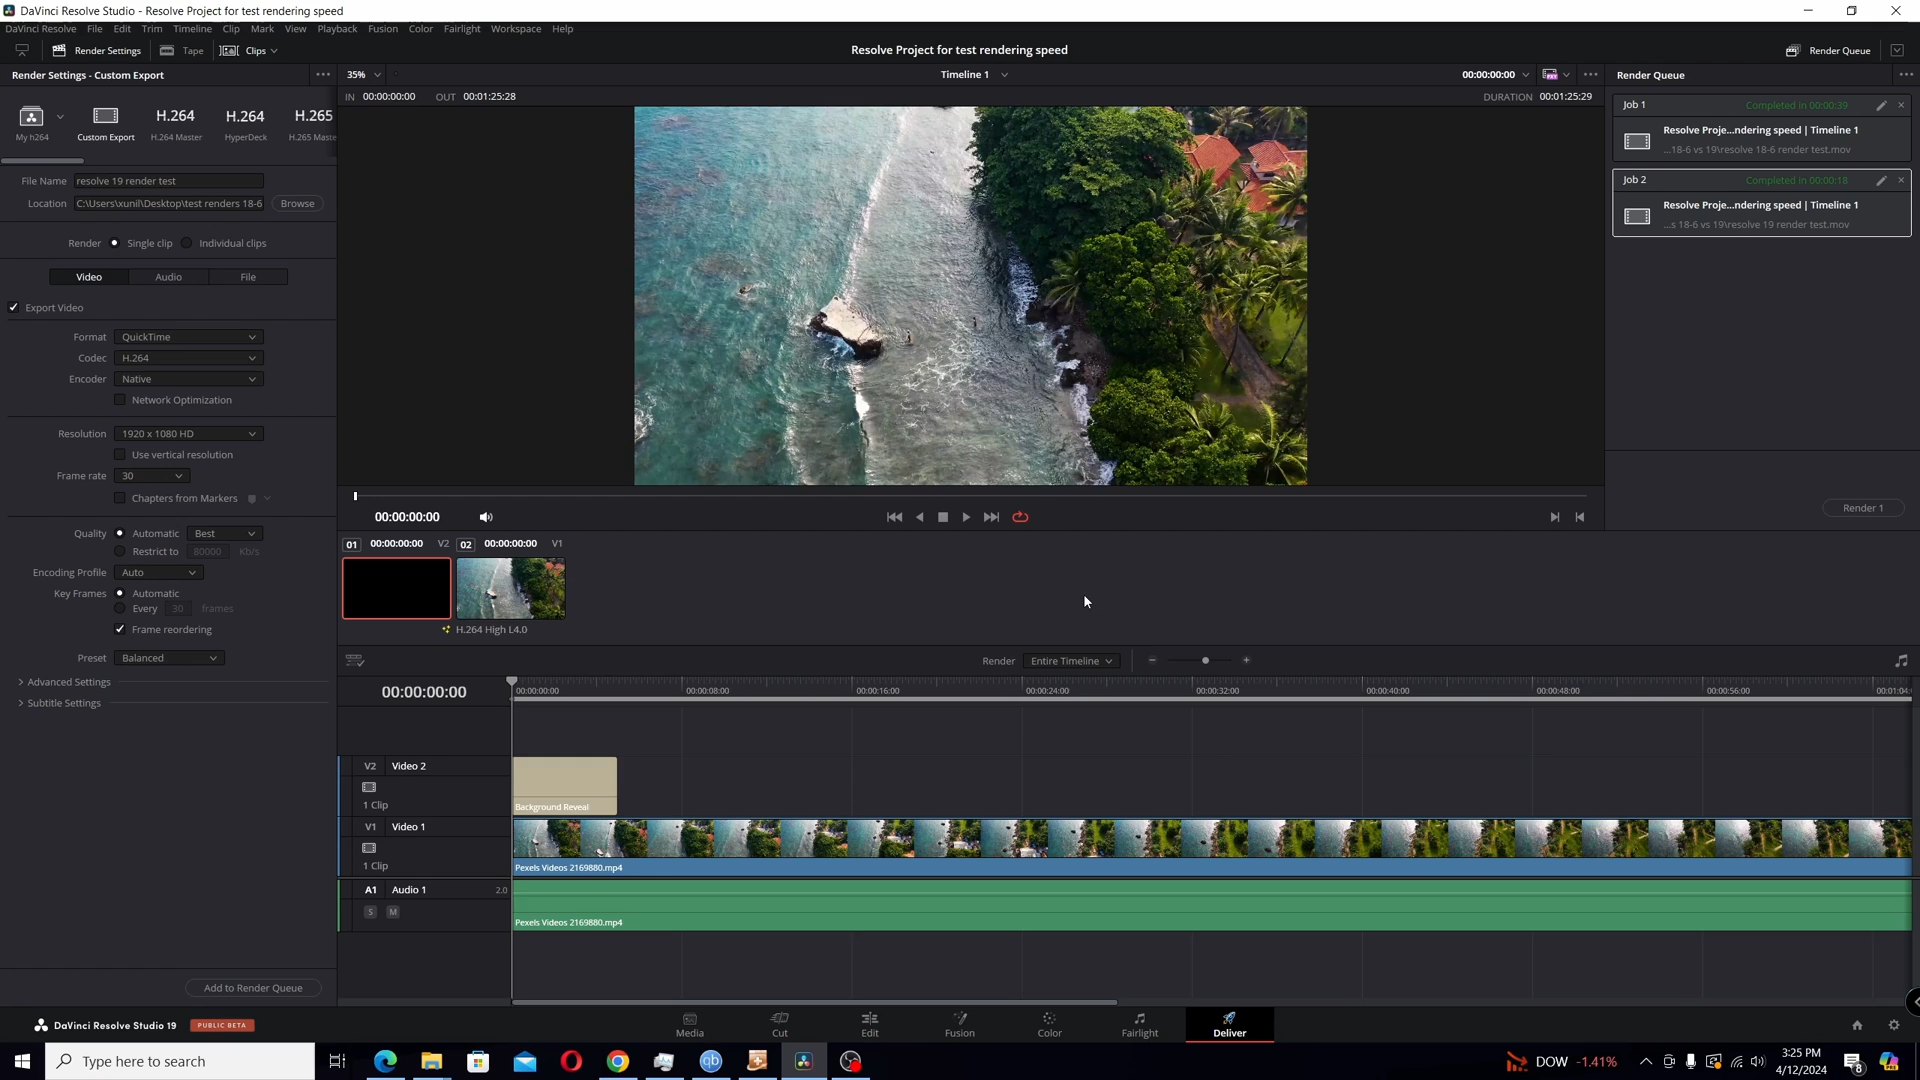 DaVinci Resolve Studio - Resolve Project for test rendering speed
DaVinci Resolve File Edit Trim Timeline Clip Mark View Playback Fusion Color Fairlight Workspace Help
Render Settings Tape Clips Resolve Project for test rendering speed Render Queue
Render Settings - Custom Export 35% Timeline 1 00:00:00:00 Render Queue
IN 00:00:00:00 OUT 00:01:25:28 DURATION 00:01:25:29
H.264 H.264 H.265
My h264 Custom Export H.264 Master HyperDeck H.265 Maste
Job 1 Completed in 00:00:39
Resolve Proje...ndering speed | Timeline 1
...18-6 vs 19\resolve 18-6 render test.mov
Job 2 Completed in 00:00:18
Resolve Proje...ndering speed | Timeline 1
...s 18-6 vs 19\resolve 19 render test.mov
File Name resolve 19 render test
Location C:\Users\xunil\Desktop\test renders 18-6 Browse
Render Single clip Individual clips
Video Audio File
Export Video
Format QuickTime
Codec H.264
Encoder Native
Network Optimization
Resolution 1920 x 1080 HD
Use vertical resolution
Frame rate 30
Chapters from Markers
Quality Automatic Best
Restrict to 80000 Kb/s
Encoding Profile Auto
Key Frames Automatic
Every 30 frames
Frame reordering
Preset Balanced
Advanced Settings
Subtitle Settings
Add to Render Queue
00:00:00:00
Render 1
01 00:00:00:00 V2 02 00:00:00:00 V1
H.264 High L4.0
Render Entire Timeline
00:00:00:00 00:00:00:00 00:00:08:00 00:00:16:00 00:00:24:00 00:00:32:00 00:00:40:00 00:00:48:00 00:00:56:00 00:01:04:
V2 Video 2
1 Clip
Background Reveal
V1 Video 1
1 Clip
Pexels Videos 2169880.mp4
A1 Audio 1 2.0
S M
Pexels Videos 2169880.mp4
DaVinci Resolve Studio 19 PUBLIC BETA Media Cut Edit Fusion Color Fairlight Deliver
Type here to search DOW -1.41% 3:25 PM
4/12/2024 8